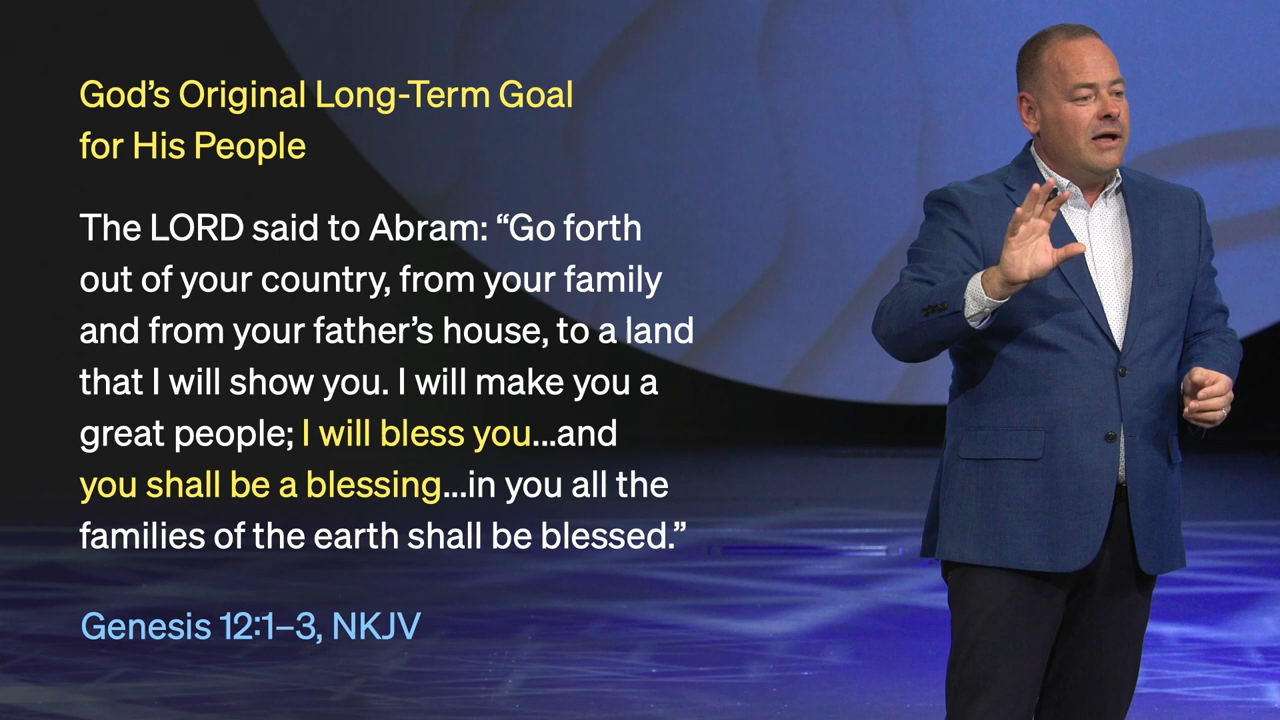 God’s Original Long-Term Goal
for His People
The LORD said to Abram: “Go forth
out of your country, from your family
and from your father’s house, to a land
that I will show you. I will make you a
great people; I will bless you...and
you shall be a blessing...in you all the
families of the earth shall be blessed.”
Genesis 12:1–3, NKJV